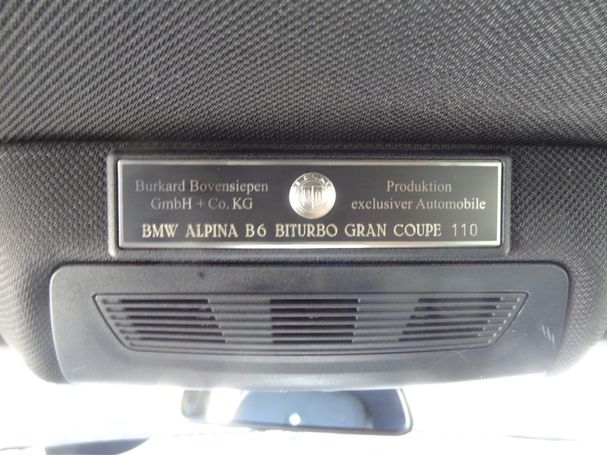 Burkard Bovensiepen
GmbH + Co. KG
Produktion
exclusiver Automobile
BMW ALPINA B6 BITURBO GRAN COUPE 110